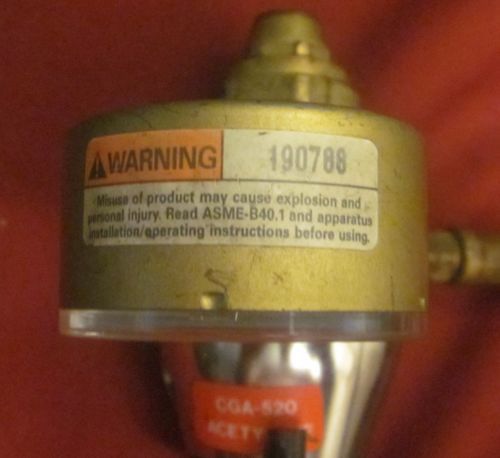 WARNING 190788
Misuse of product may cause explosion and
personal injury. Read ASME-B40.1 and apparatus
installation/operating instructions before using.
CGA-520